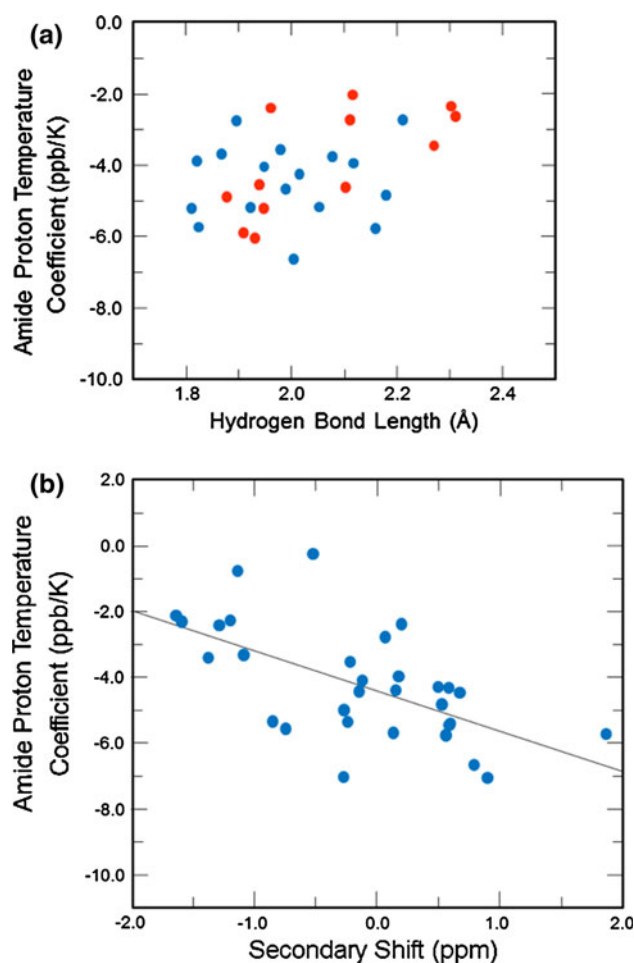 (a)
0.0
-2.0
-4.0
-6.0
-8.0
-10.0
Amide Proton Temperature
Coefficient (ppb/K)
1.8 2.0 2.2 2.4
Hydrogen Bond Length (Å)
(b)
2.0
0.0
-2.0
-4.0
-6.0
-8.0
-10.0
Amide Proton Temperature
Coefficient (ppb/K)
-2.0 -1.0 0.0 1.0 2.0
Secondary Shift (ppm)